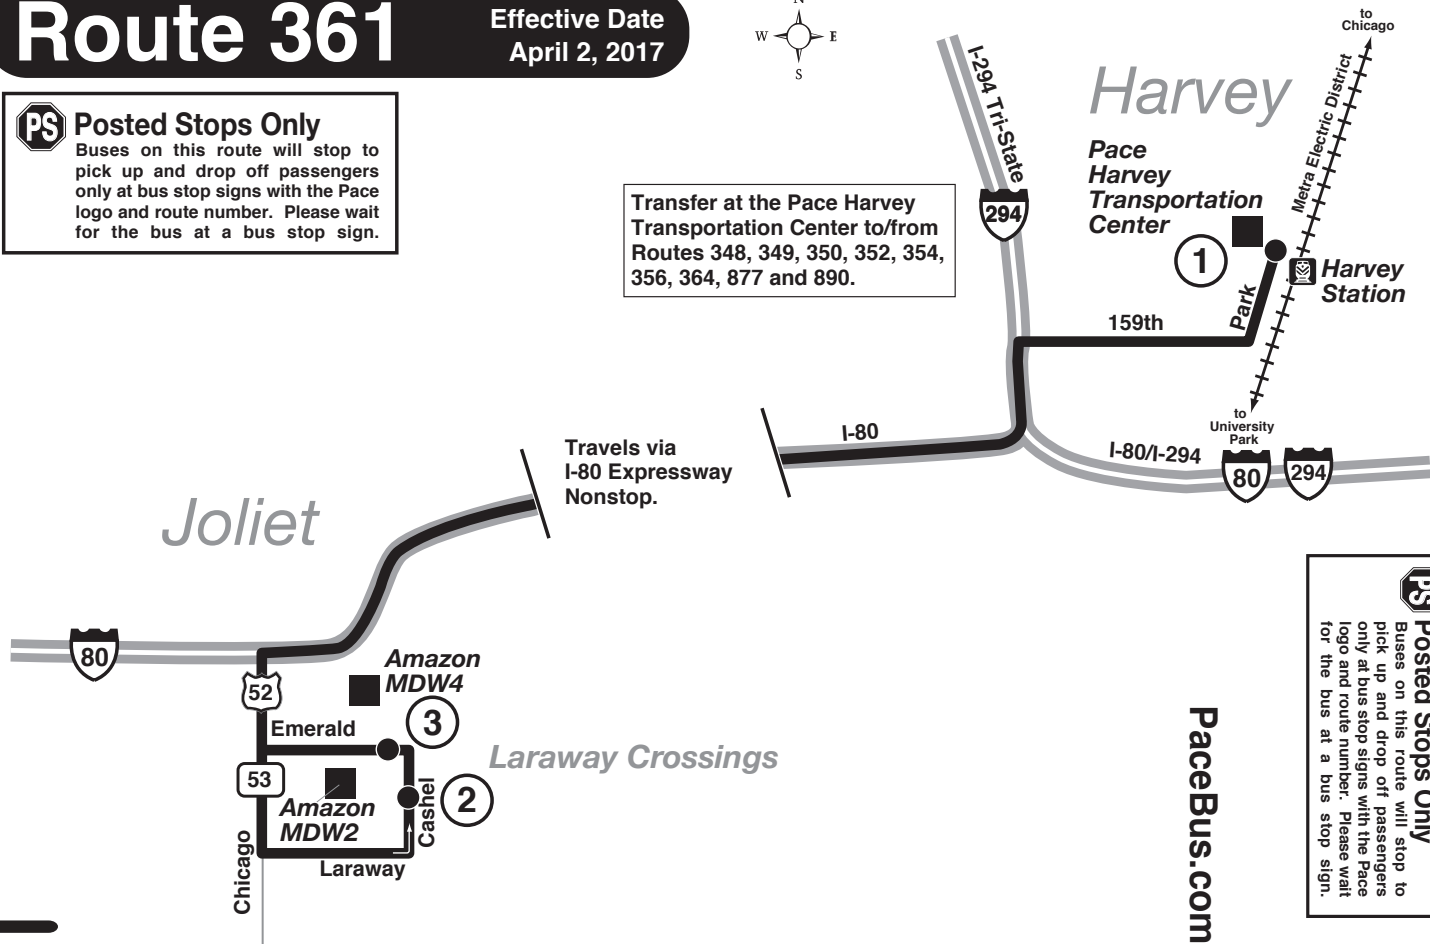 Route 361
Effective Date
April 2, 2017
N
W
E
S
PS
Posted Stops Only
Buses on this route will stop to
pick up and drop off passengers
only at bus stop signs with the Pace
logo and route number. Please wait
for the bus at a bus stop sign.
to
Chicago
Metra Electric District
Harvey
Pace
Harvey
Transportation
Center
I-294 Tri-State
294
Transfer at the Pace Harvey
Transportation Center to/from
Routes 348, 349, 350, 352, 354,
356, 364, 877 and 890.
1
Harvey
Station
Park
159th
to
University
Park
I-80
I-80/I-294
80
294
Travels via
I-80 Expressway
Nonstop.
Joliet
80
52
Amazon
MDW4
3
Emerald
Laraway Crossings
53
Amazon
MDW2
2
Cashel
Laraway
Chicago
PaceBus.com
PS
Posted Stops Only
Buses on this route will stop to
pick up and drop off passengers
only at bus stop signs with the Pace
logo and route number. Please wait
for the bus at a bus stop sign.